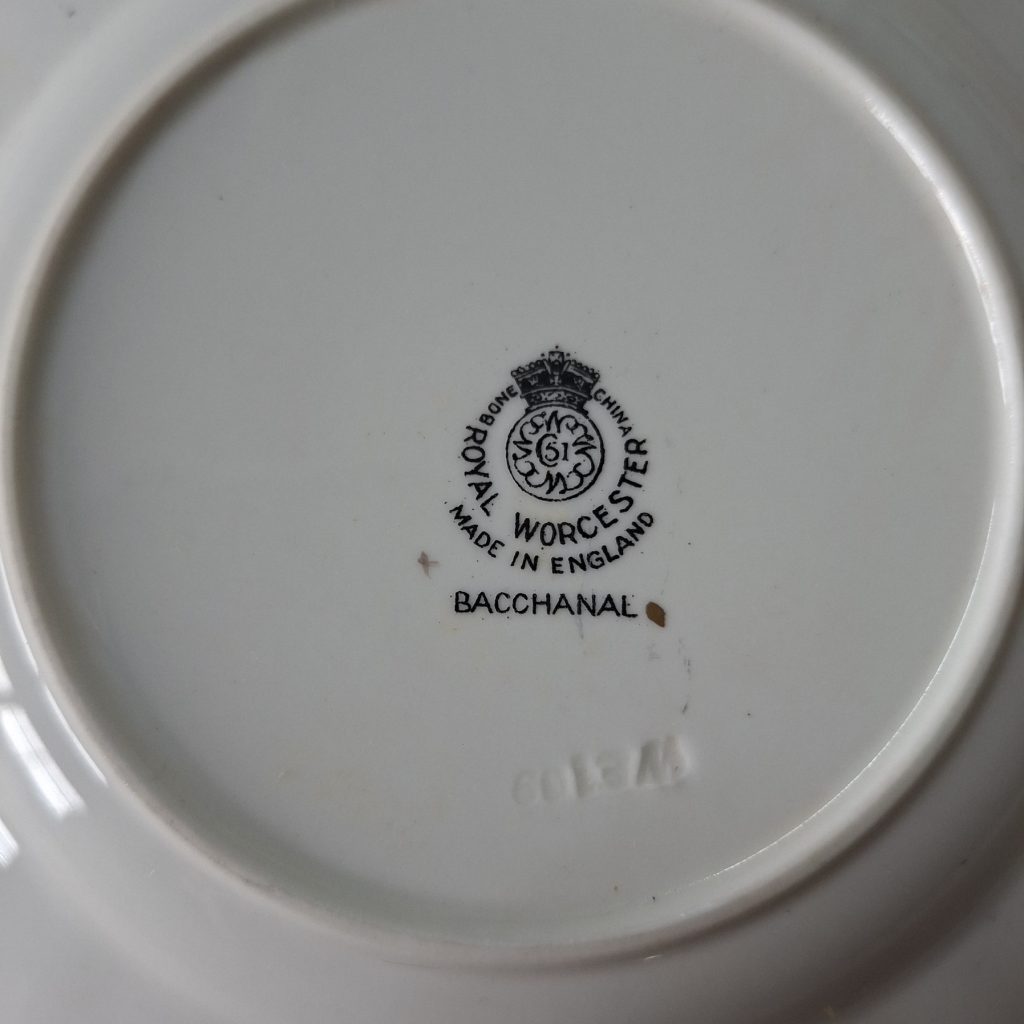 BONE CHINA
51
ROYAL WORCESTER
MADE IN ENGLAND
BACCHANAL